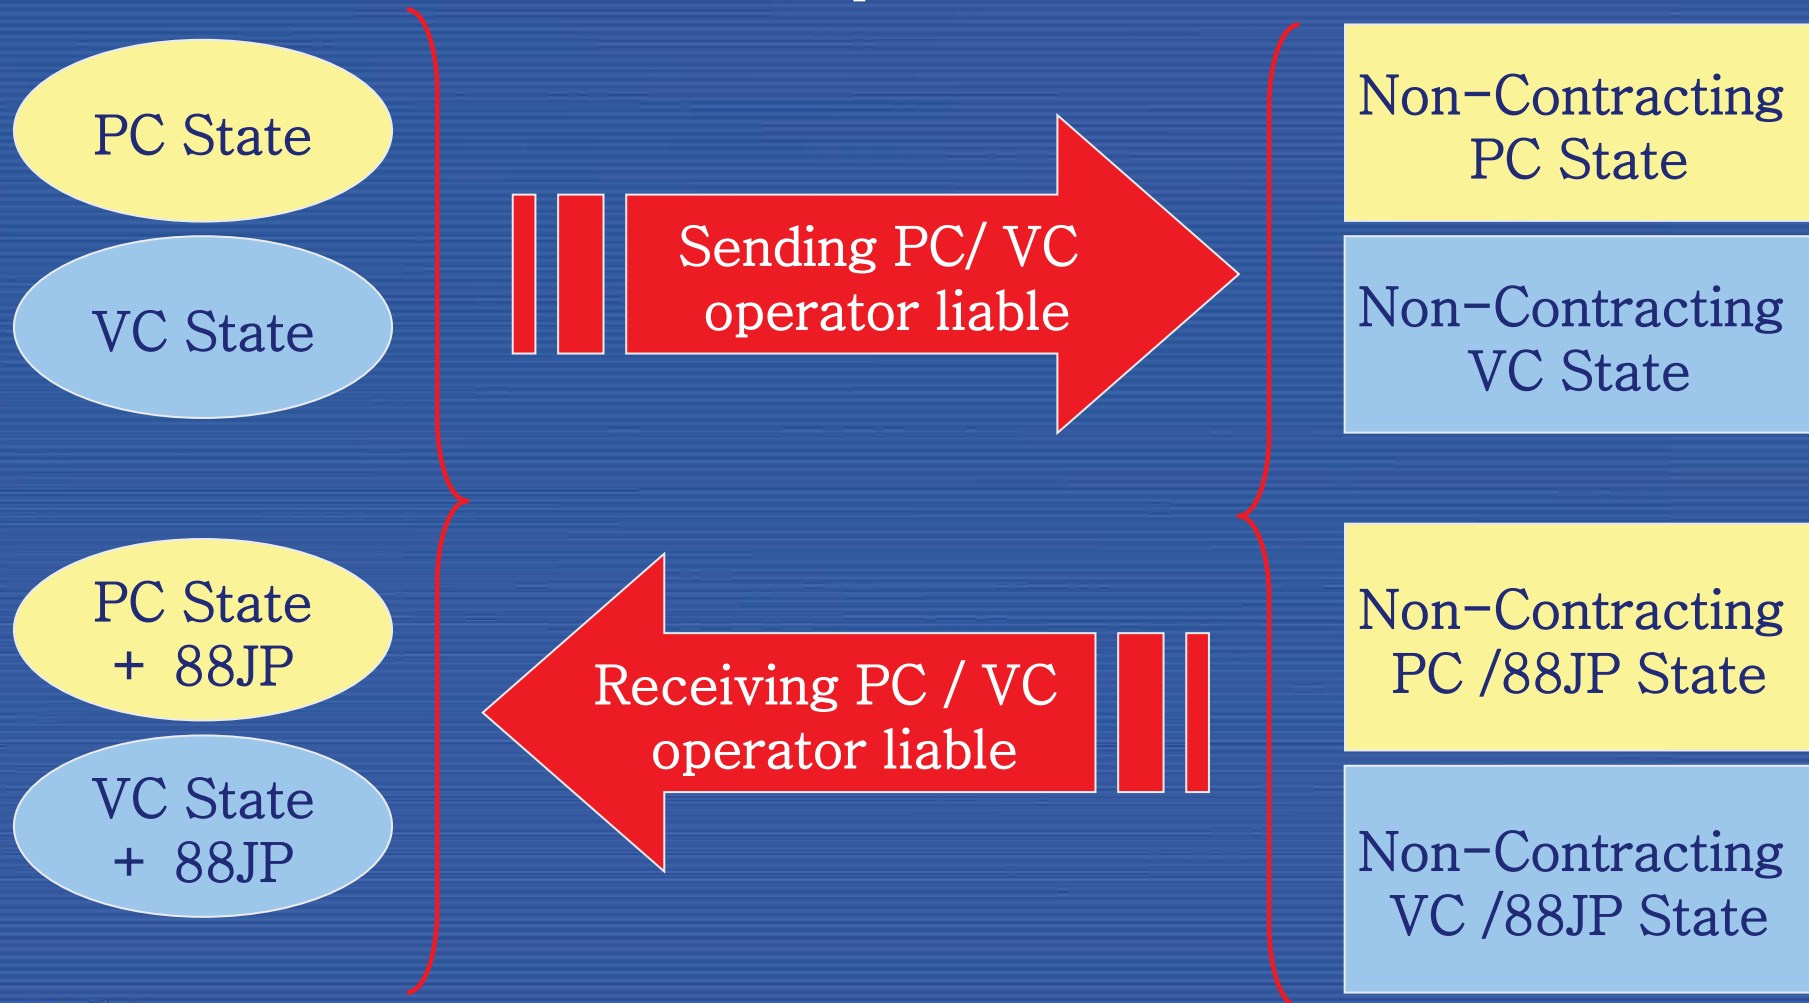 PC State
VC State
PC State
+ 88JP
VC State
+ 88JP
Sending PC/ VC
operator liable
Receiving PC / VC
operator liable
Non-Contracting
PC State
Non-Contracting
VC State
Non-Contracting
PC /88JP State
Non-Contracting
VC /88JP State